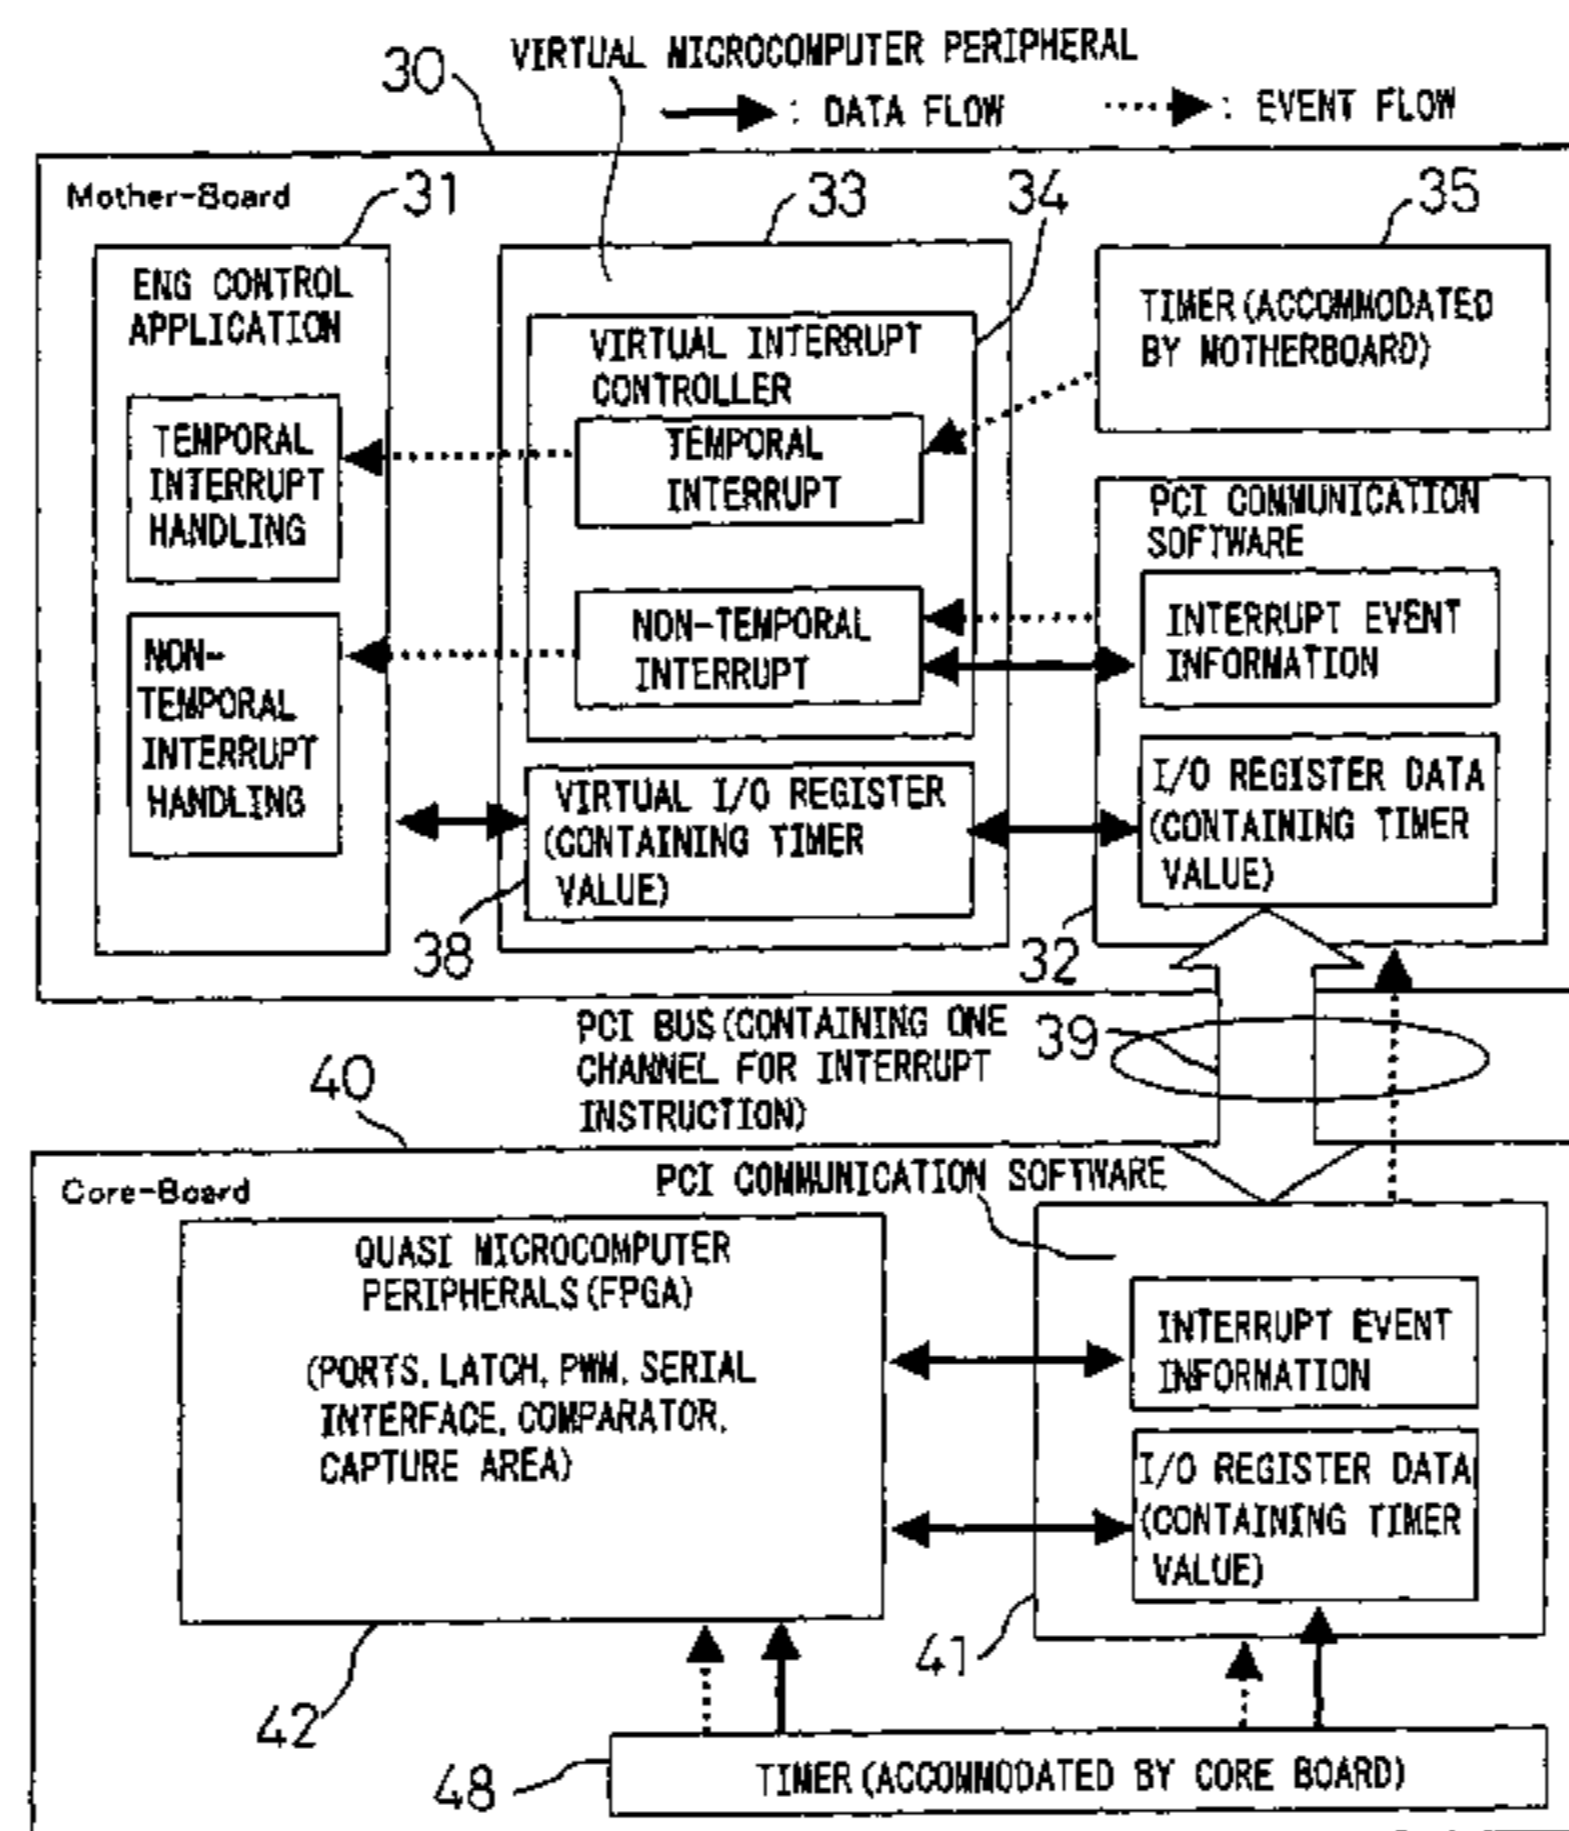 VIRTUAL MICROCOMPUTER PERIPHERAL
30
: DATA FLOW
: EVENT FLOW
Mother-Board
31
33
34
35
ENG CONTROL
APPLICATION
TEMPORAL
INTERRUPT
HANDLING
NON-
TEMPORAL
INTERRUPT
HANDLING
VIRTUAL INTERRUPT
CONTROLLER
TEMPORAL
INTERRUPT
NON-TEMPORAL
INTERRUPT
VIRTUAL I/O REGISTER
(CONTAINING TIMER
VALUE)
38
TIMER(ACCOMMODATED
BY MOTHERBOARD)
PCI COMMUNICATION
SOFTWARE
INTERRUPT EVENT
INFORMATION
I/O REGISTER DATA
(CONTAINING TIMER
VALUE)
32
PCI BUS(CONTAINING ONE
CHANNEL FOR INTERRUPT
INSTRUCTION)
39
40
Core-Board
PCI COMMUNICATION SOFTWARE
QUASI MICROCOMPUTER
PERIPHERALS(FPGA)
(PORTS, LATCH, PWM, SERIAL
INTERFACE, COMPARATOR,
CAPTURE AREA)
INTERRUPT EVENT
INFORMATION
I/O REGISTER DATA
(CONTAINING TIMER
VALUE)
41
42
48
TIMER(ACCOMMODATED BY CORE BOARD)